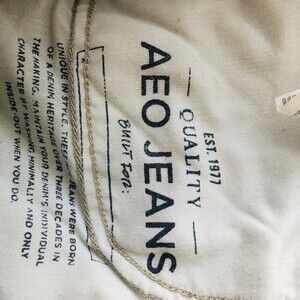 EST. 1977
QUALITY
AEO JEANS
BUILT FOR:
UNIQUE IN STYLE, THESE JEANS WERE BORN
OF A DENIM HERITAGE OVER THREE DECADES IN
THE MAKING. MAINTAIN YOUR DENIM'S INDIVIDUAL
CHARACTER BY WASHING MINIMALLY AND ONLY
INSIDE-OUT WHEN YOU DO.